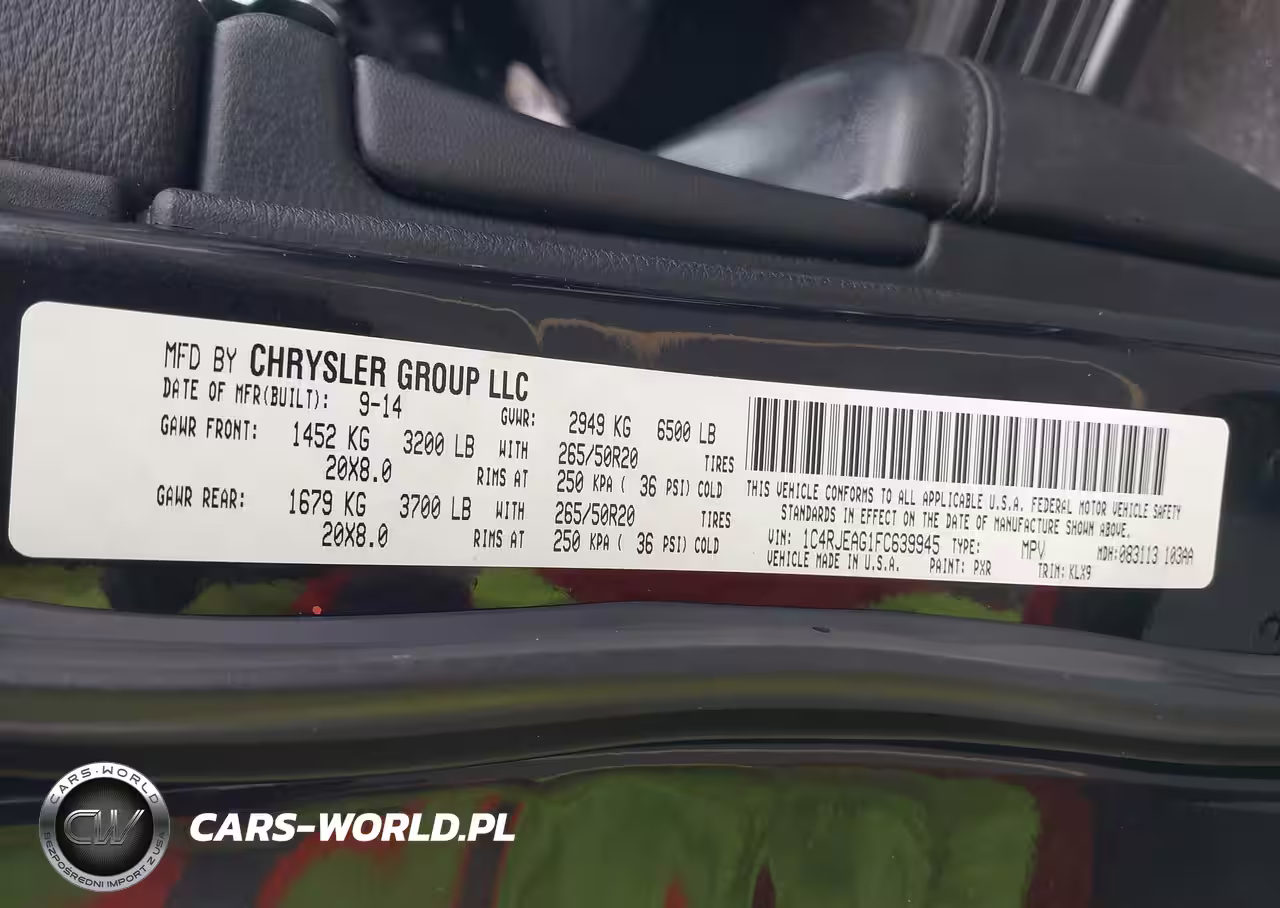 MFD BY CHRYSLER GROUP LLC
DATE OF MFR(BUILT): 9-14 GVWR: 2949 KG 6500 LB
GAWR FRONT: 1452 KG 3200 LB WITH 265/50R20 TIRES
20X8.0 RIMS AT 250 KPA ( 36 PSI) COLD
GAWR REAR: 1679 KG 3700 LB WITH 265/50R20 TIRES
20X8.0 RIMS AT 250 KPA ( 36 PSI) COLD
THIS VEHICLE CONFORMS TO ALL APPLICABLE U.S.A. FEDERAL MOTOR VEHICLE SAFETY
STANDARDS IN EFFECT ON THE DATE OF MANUFACTURE SHOWN ABOVE.
VIN: 1C4RJEAG1FC639945 TYPE: MPV MDH:083113 103AA
VEHICLE MADE IN U.S.A. PAINT: PXR TRIM: KLX9
CARS-WORLD
CW
BEZPOŚREDNI IMPORT Z USA
CARS-WORLD.PL